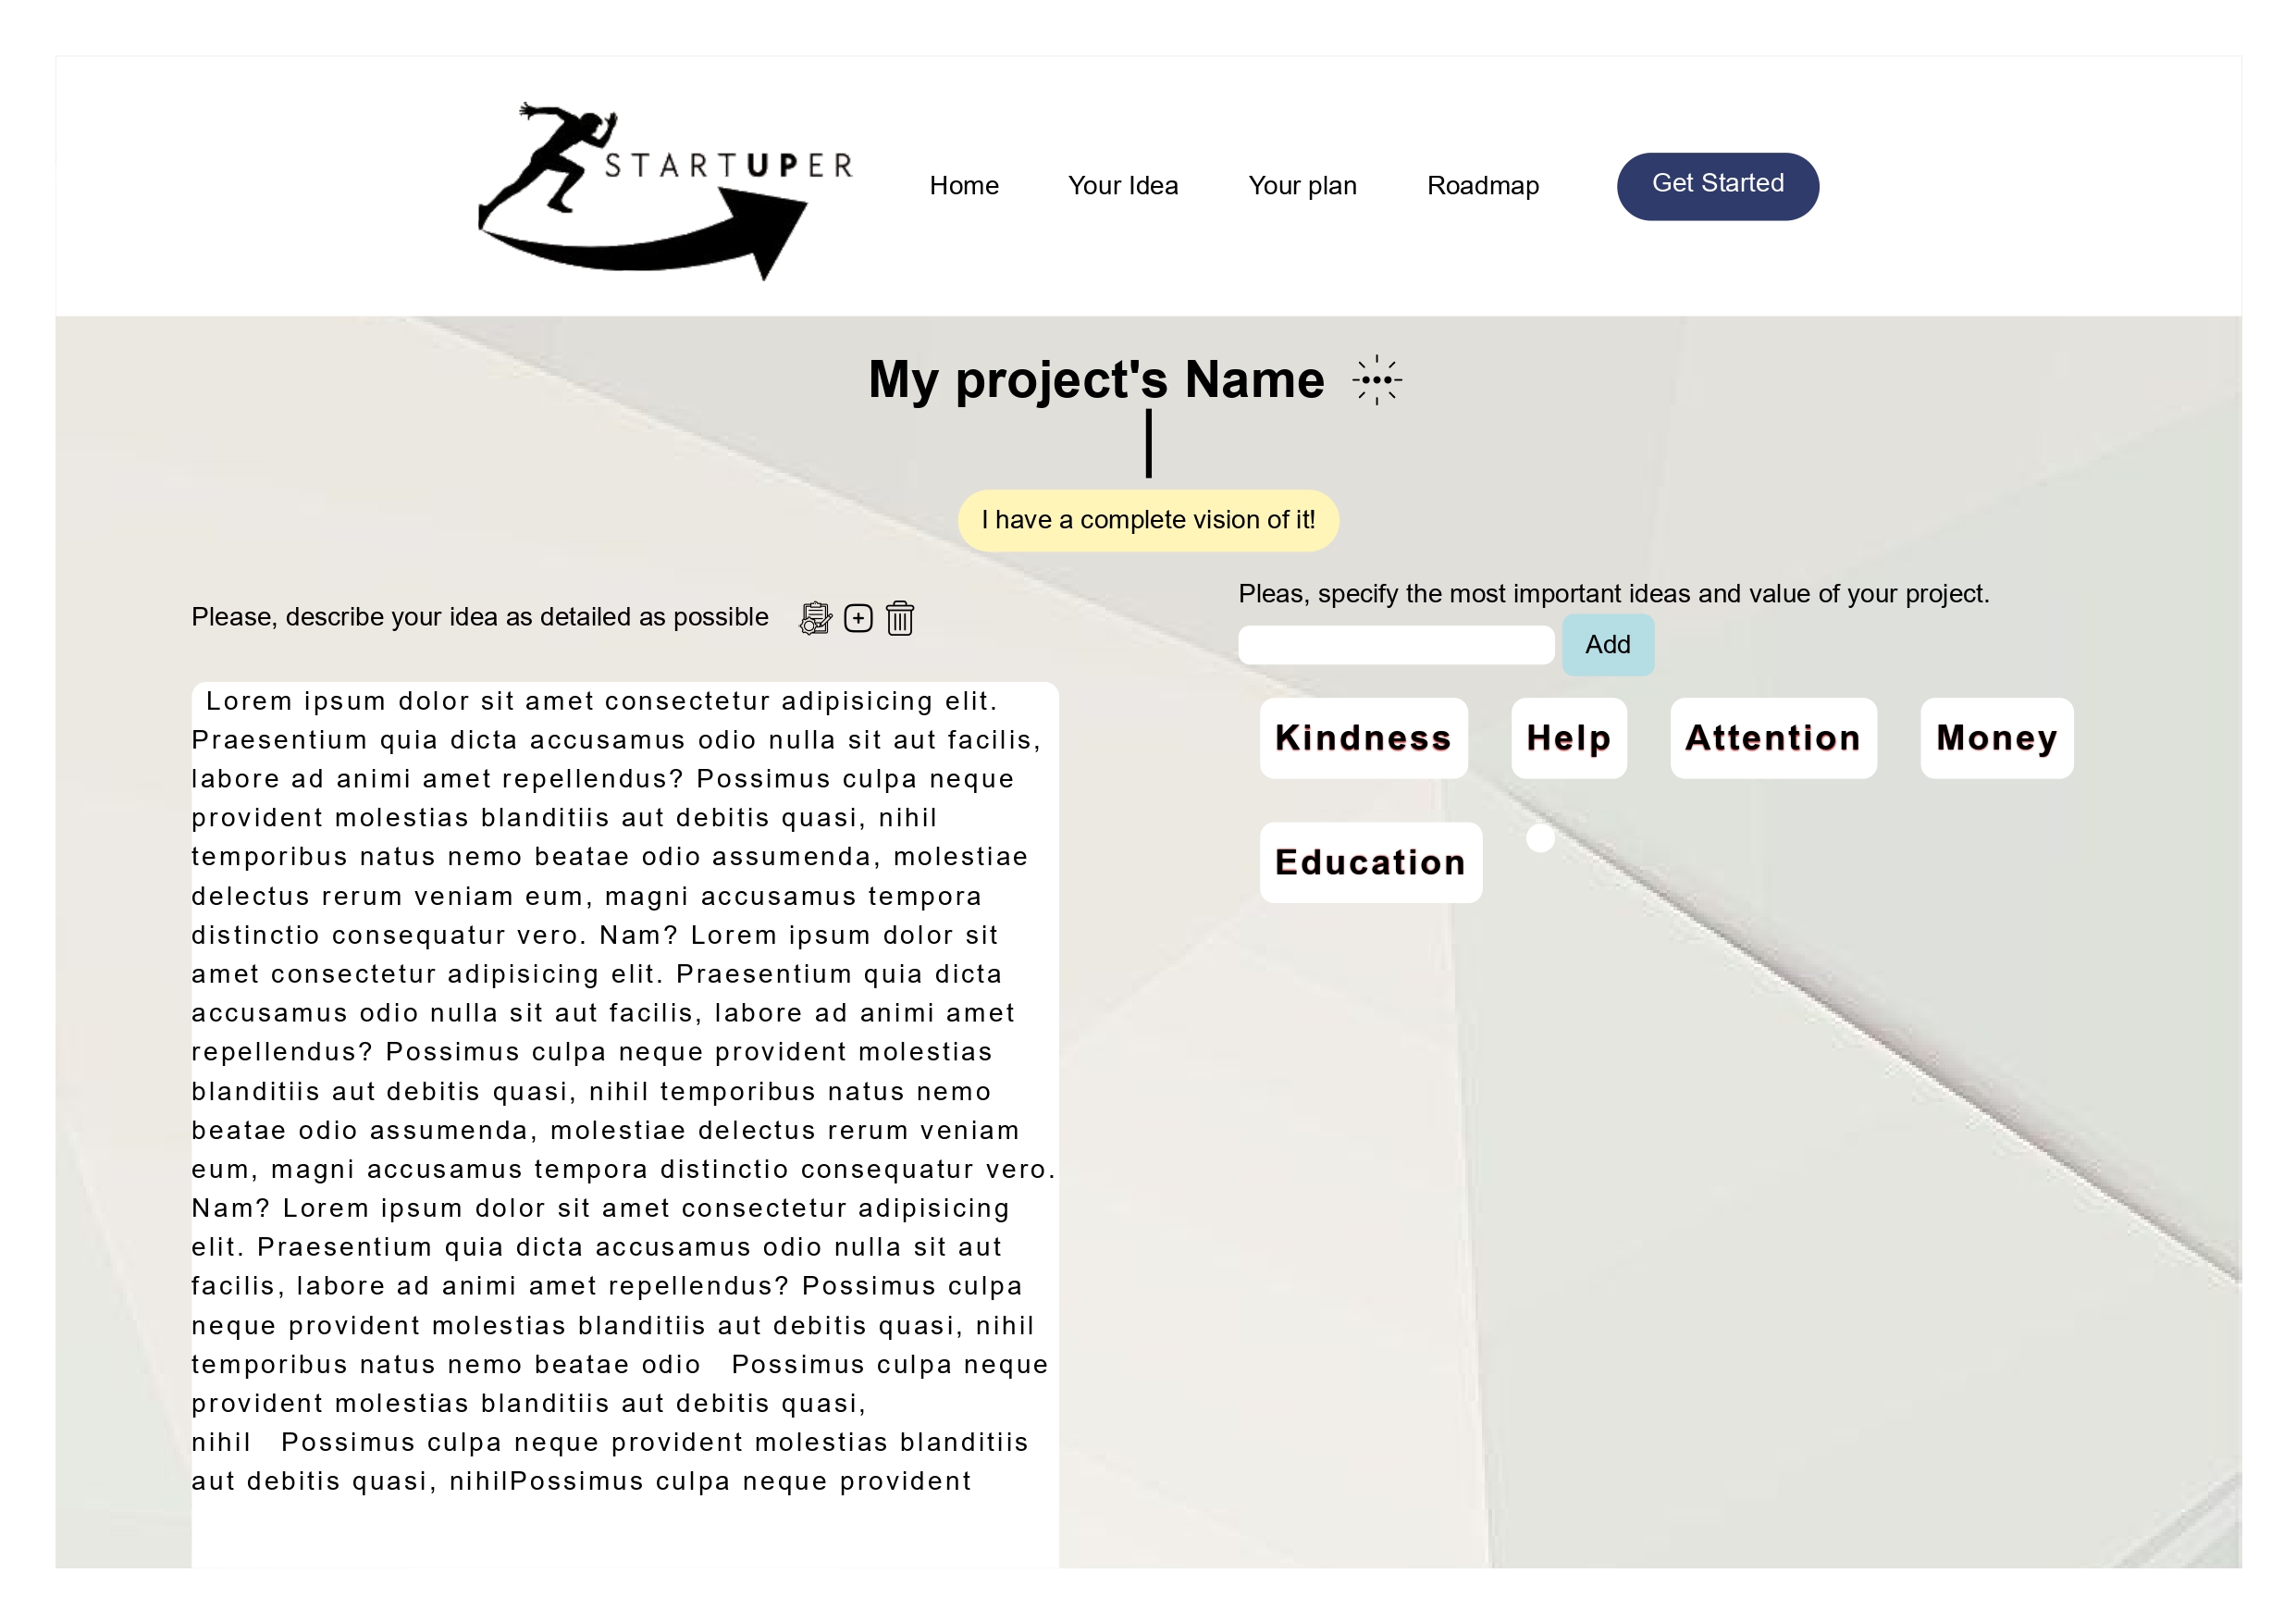 STARTUPER
Home Your Idea Your plan Roadmap Get Started
My project's Name
I have a complete vision of it!
Please, describe your idea as detailed as possible
Lorem ipsum dolor sit amet consectetur adipisicing elit.
Praesentium quia dicta accusamus odio nulla sit aut facilis,
labore ad animi amet repellendus? Possimus culpa neque
provident molestias blanditiis aut debitis quasi, nihil
temporibus natus nemo beatae odio assumenda, molestiae
delectus rerum veniam eum, magni accusamus tempora
distinctio consequatur vero. Nam? Lorem ipsum dolor sit
amet consectetur adipisicing elit. Praesentium quia dicta
accusamus odio nulla sit aut facilis, labore ad animi amet
repellendus? Possimus culpa neque provident molestias
blanditiis aut debitis quasi, nihil temporibus natus nemo
beatae odio assumenda, molestiae delectus rerum veniam
eum, magni accusamus tempora distinctio consequatur vero.
Nam? Lorem ipsum dolor sit amet consectetur adipisicing
elit. Praesentium quia dicta accusamus odio nulla sit aut
facilis, labore ad animi amet repellendus? Possimus culpa
neque provident molestias blanditiis aut debitis quasi, nihil
temporibus natus nemo beatae odio Possimus culpa neque
provident molestias blanditiis aut debitis quasi,
nihil Possimus culpa neque provident molestias blanditiis
aut debitis quasi, nihilPossimus culpa neque provident
Pleas, specify the most important ideas and value of your project.
Add
Kindness Help Attention Money
Education